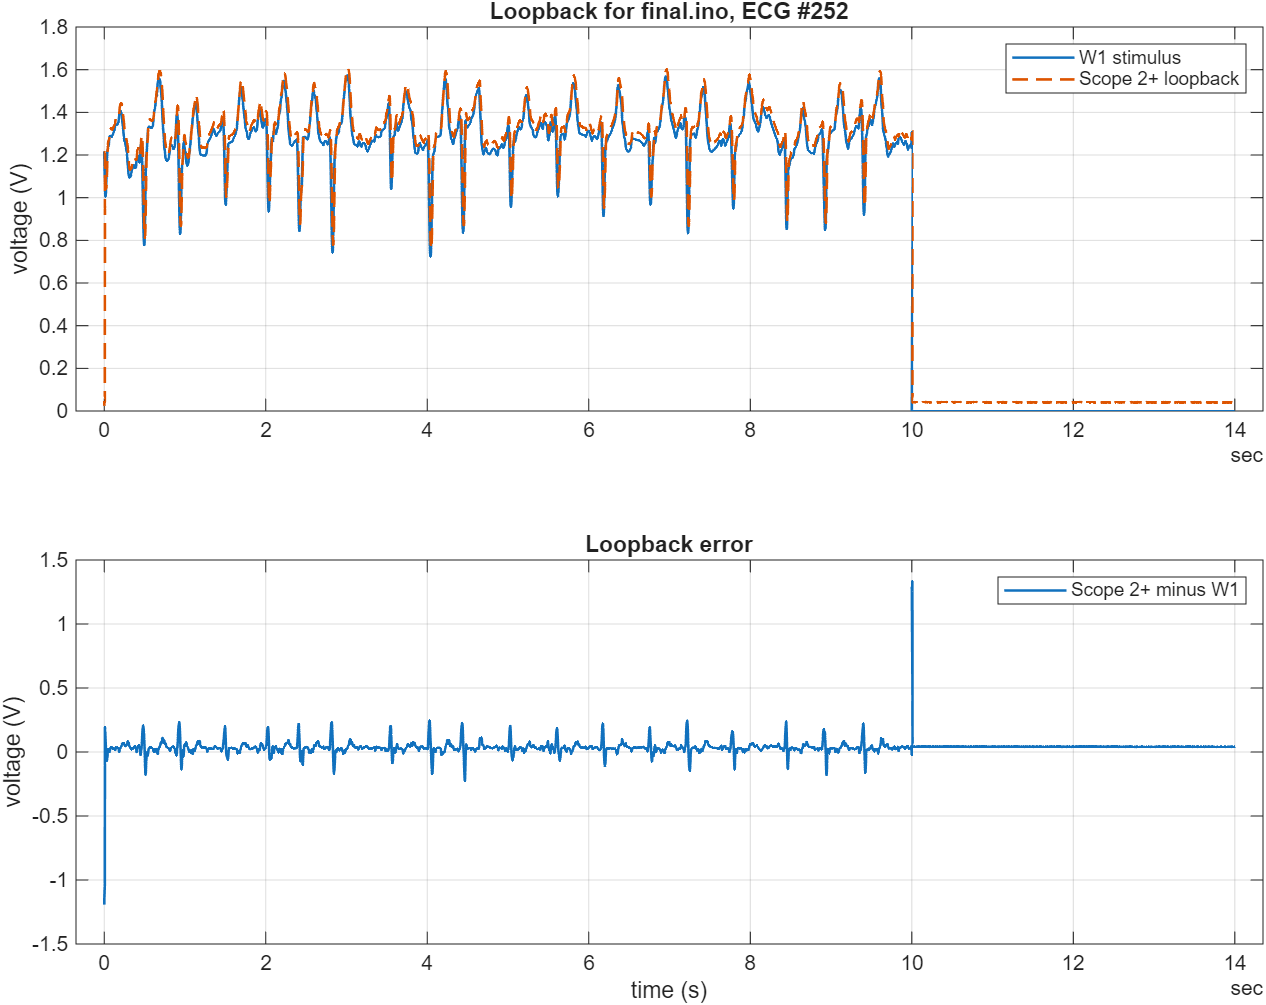 Loopback for final.ino, ECG #252
1.8
1.6
1.4
1.2
1
0.8
0.6
0.4
0.2
0
voltage (V)
W1 stimulus
Scope 2+ loopback
0 2 4 6 8 10 12 14
sec
Loopback error
1.5
1
0.5
0
-0.5
-1
-1.5
voltage (V)
Scope 2+ minus W1
0 2 4 6 8 10 12 14
time (s)
sec